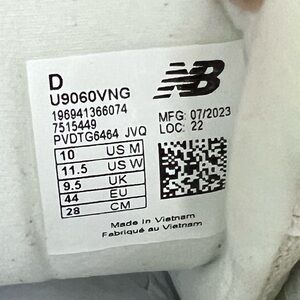 D
U9060VNG
196941366074
7515449
PVDTG6464 JVQ
NB
MFG: 07/2023
LOC: 22
10 US M
11.5 US W
9.5 UK
44 EU
28 CM
Made in Vietnam
Fabriqué au Vietnam